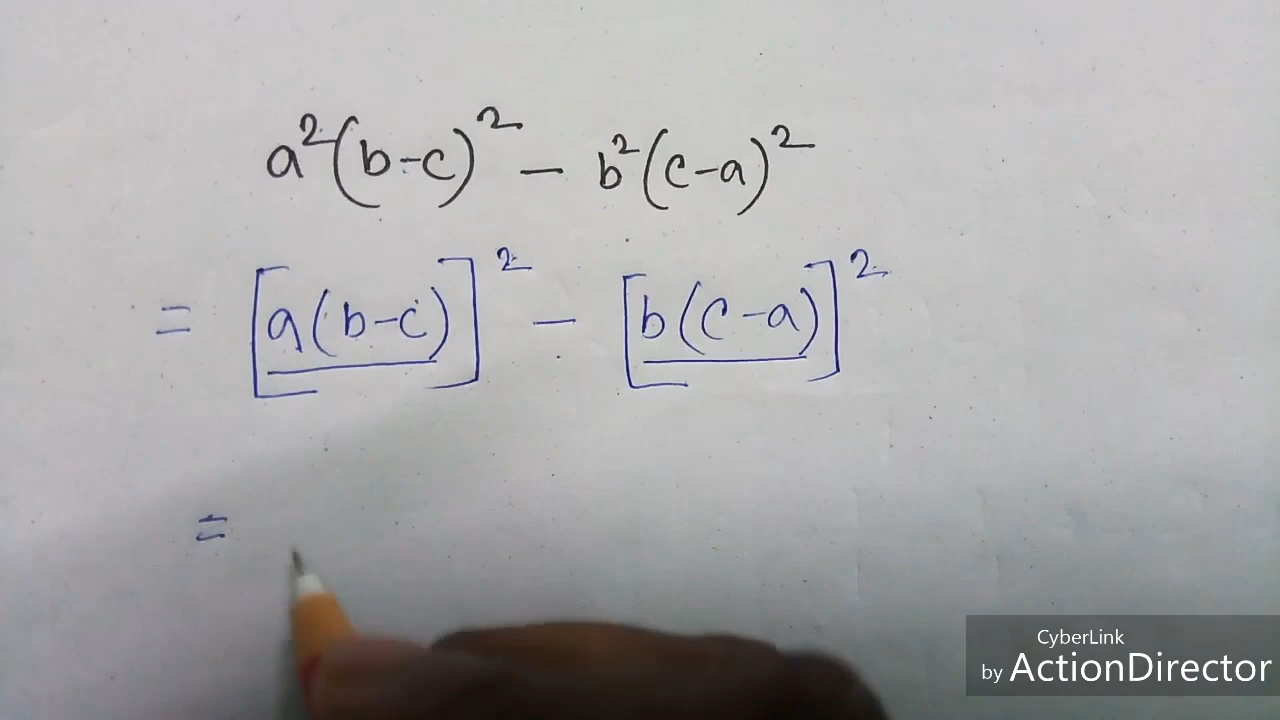 a²(b-c)² - b²(c-a)²
= [a(b-c)]² - [b(c-a)]²
=
CyberLink
by ActionDirector